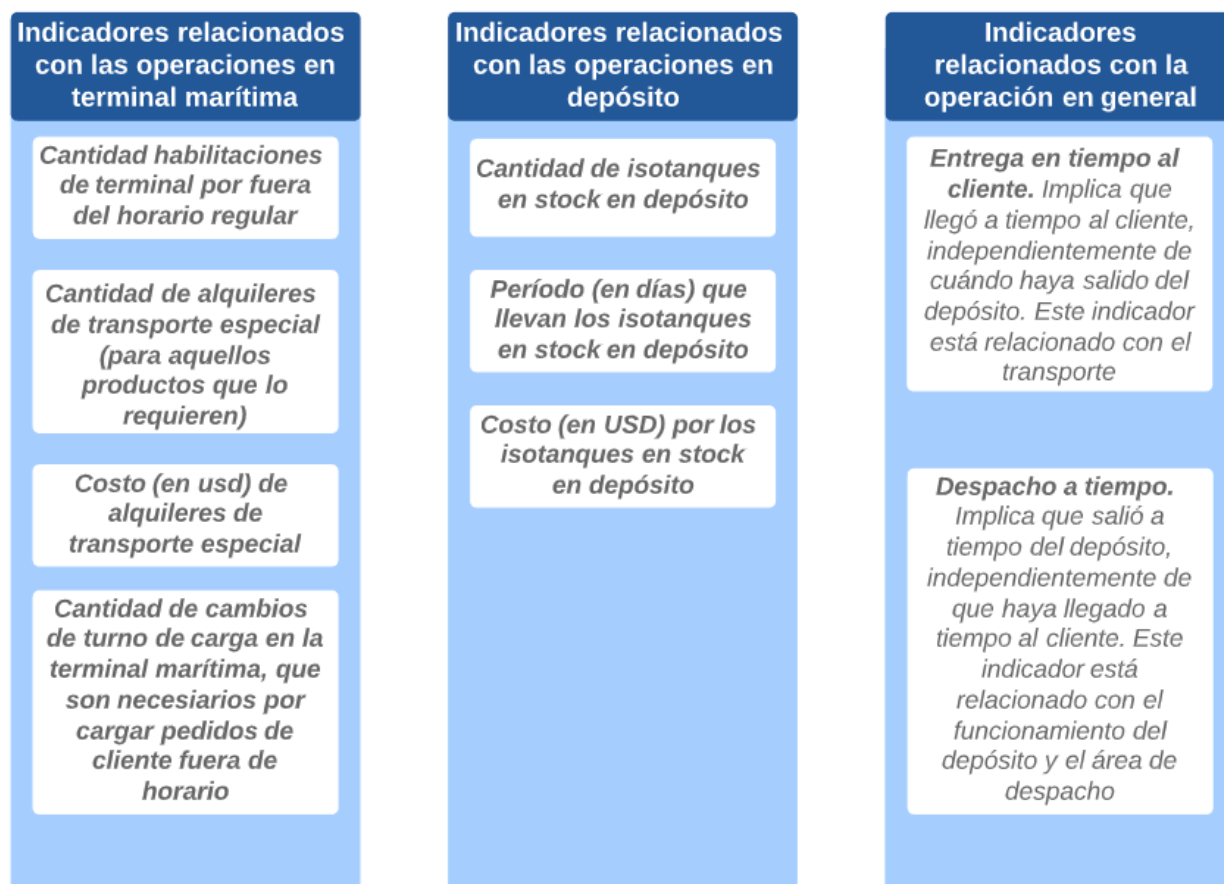 Indicadores relacionados
con las operaciones en
terminal marítima
Cantidad habilitaciones
de terminal por fuera
del horario regular
Cantidad de alquileres
de transporte especial
(para aquellos
productos que lo
requieren)
Costo (en usd) de
alquileres de
transporte especial
Cantidad de cambios
de turno de carga en la
terminal marítima, que
son necesiarios por
cargar pedidos de
cliente fuera de
horario
Indicadores relacionados
con las operaciones en
depósito
Cantidad de isotanques
en stock en depósito
Período (en días) que
llevan los isotanques
en stock en depósito
Costo (en USD) por los
isotanques en stock
en depósito
Indicadores
relacionados con la
operación en general
Entrega en tiempo al
cliente. Implica que
llegó a tiempo al cliente,
independientemente de
cuándo haya salido del
depósito. Este indicador
está relacionado con el
transporte
Despacho a tiempo.
Implica que salió a
tiempo del depósito,
independientemente de
que haya llegado a
tiempo al cliente. Este
indicador está
relacionado con el
funcionamiento del
depósito y el área de
despacho